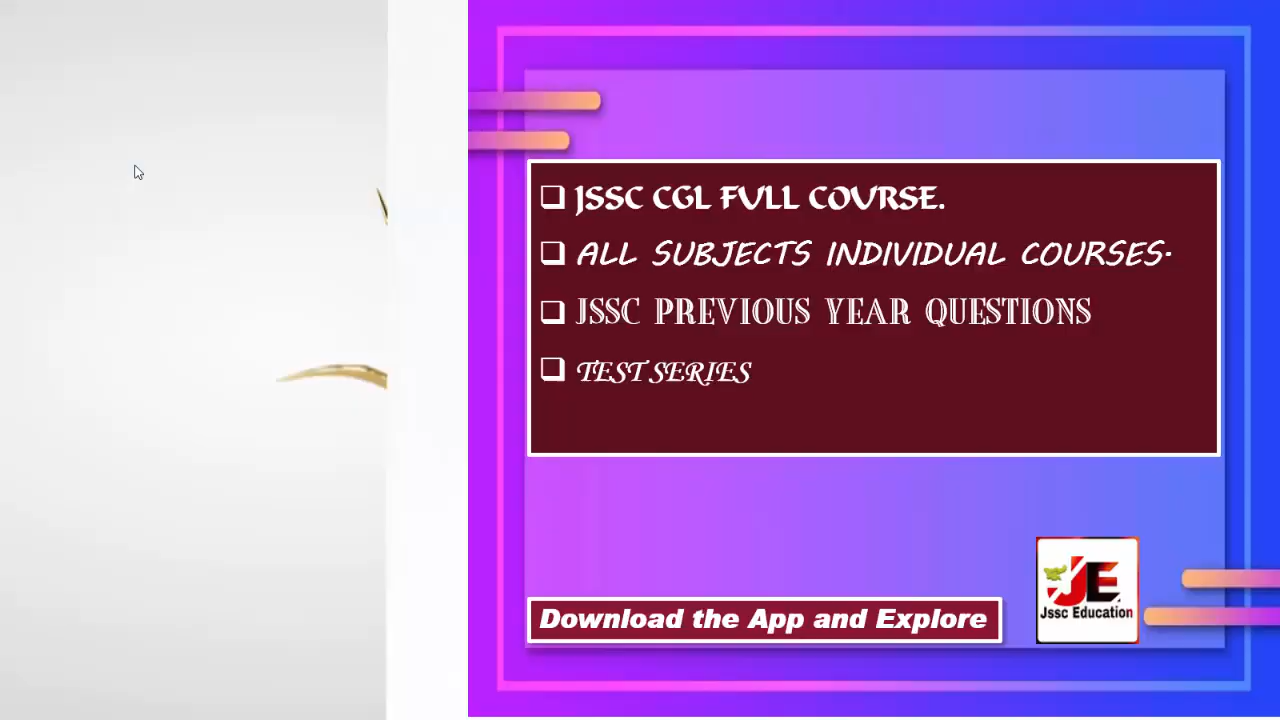 JSSC CGL FULL COURSE.
ALL SUBJECTS INDIVIDUAL COURSES.
JSSC PREVIOUS YEAR QUESTIONS
TEST SERIES
Download the App and Explore
JE
Jssc Education